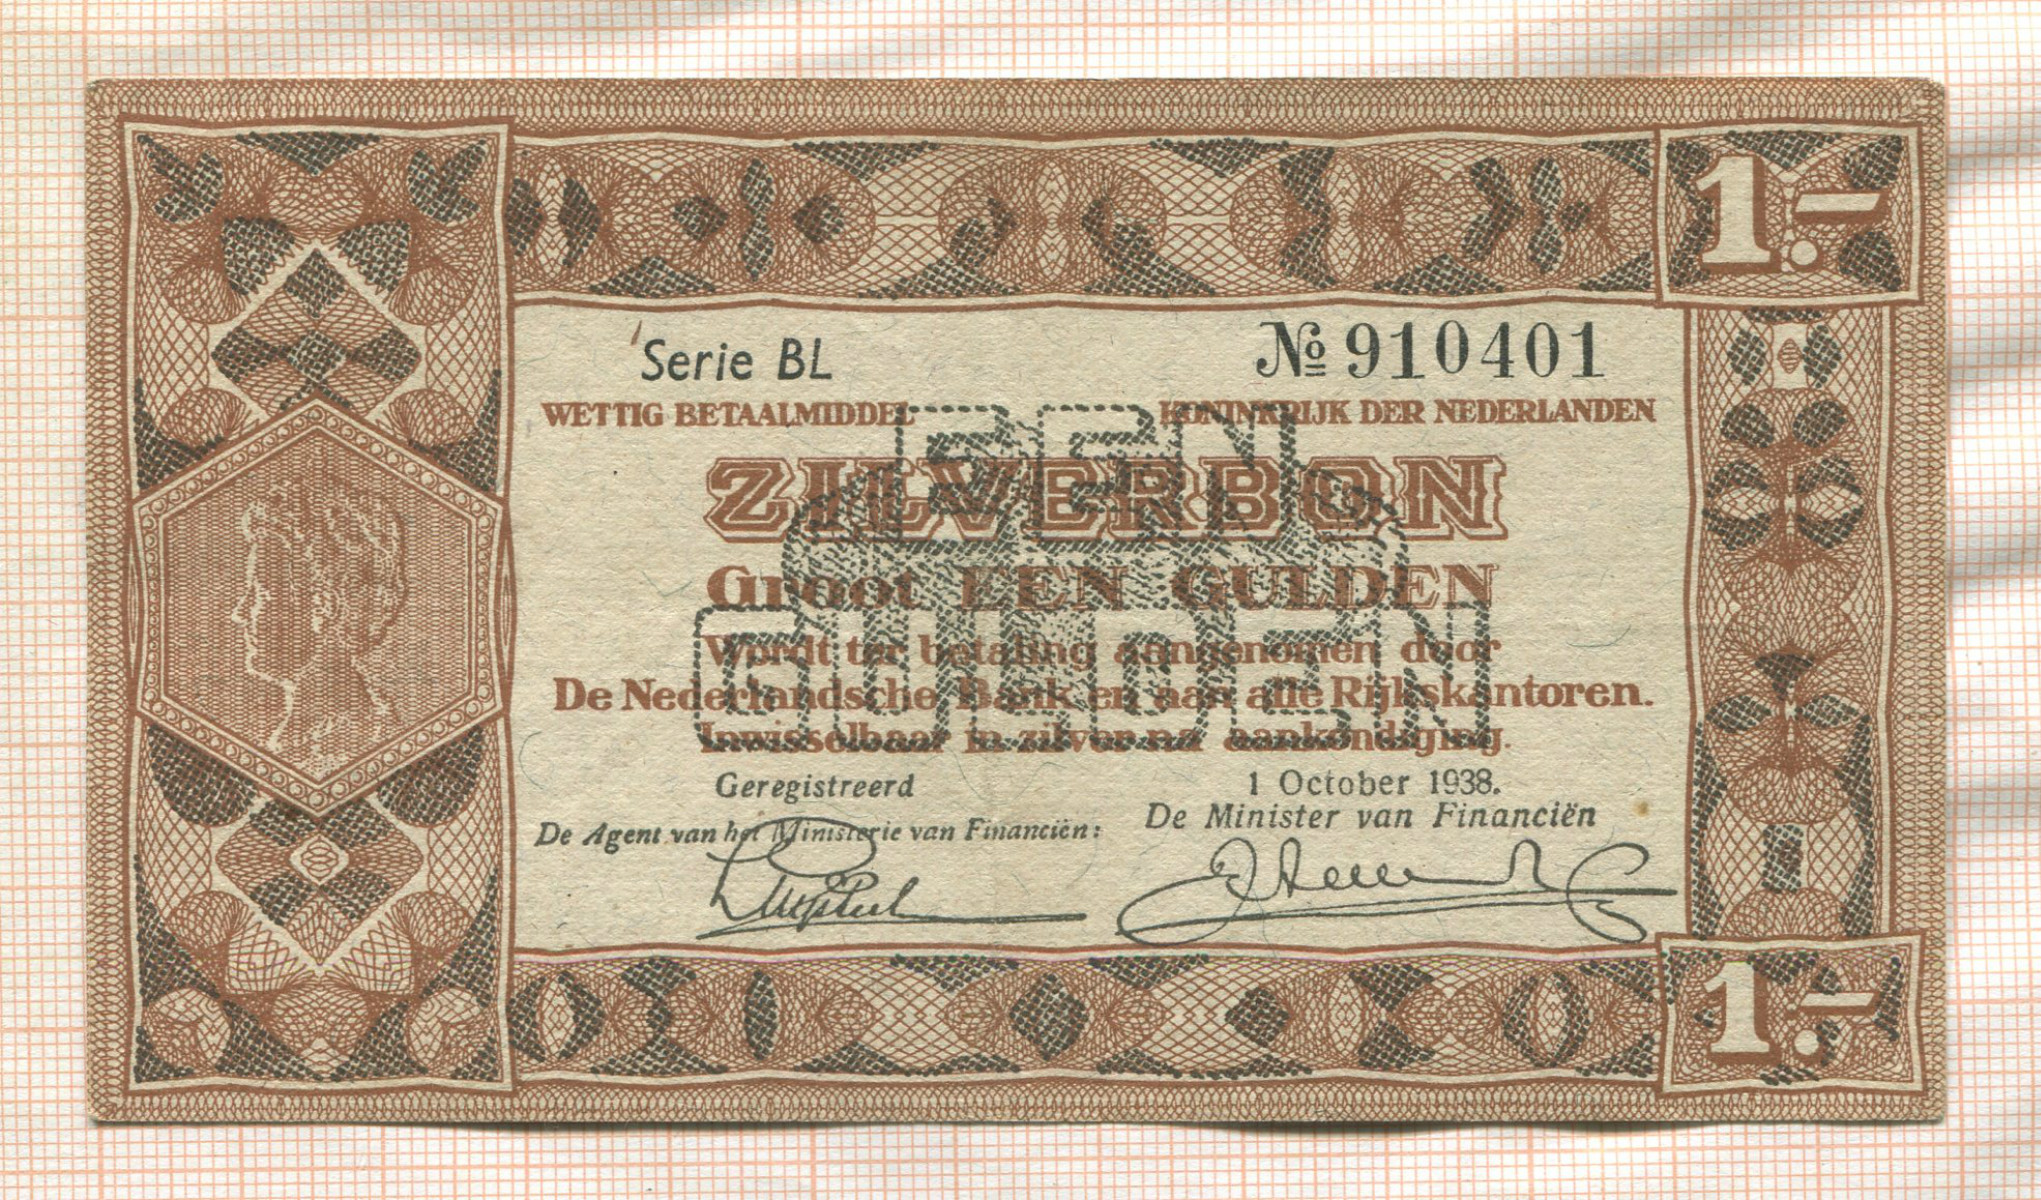 1.-
Serie BL № 910401
WETTIG BETAALMIDDEL KONINKRIJK DER NEDERLANDEN
EEN
ZILVERBON
Groot EEN GULDEN
GULDEN
Wordt ter betaling aangenomen door
De Nederlandsche Bank en aan alle Rijkskantoren.
Inwisselbaar in zilver na aankondiging.
Geregistreerd 1 October 1938.
De Agent van het Ministerie van Financiën: De Minister van Financiën
1.-